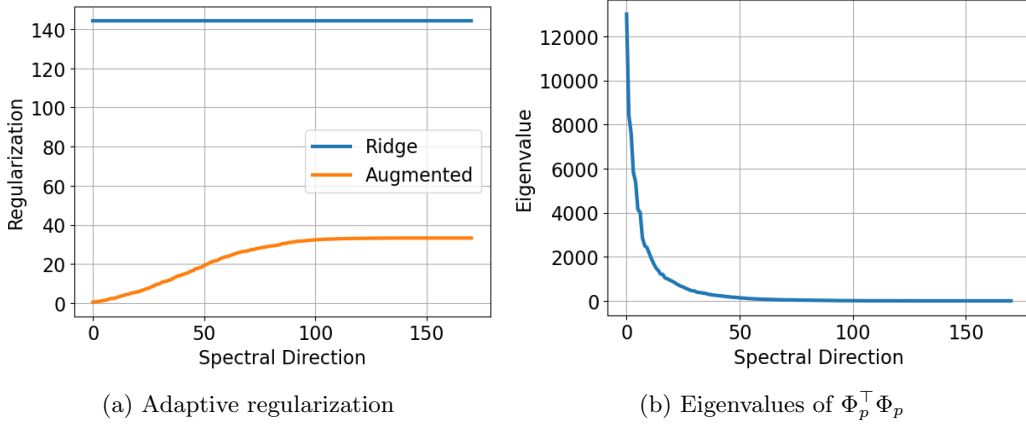 140
120
100
80
60
40
20
0
Regularization
Ridge
Augmented
0 50 100 150
Spectral Direction
(a) Adaptive regularization
12000
10000
8000
6000
4000
2000
0
Eigenvalue
0 50 100 150
Spectral Direction
(b) Eigenvalues of Φ_p^⊤Φ_p